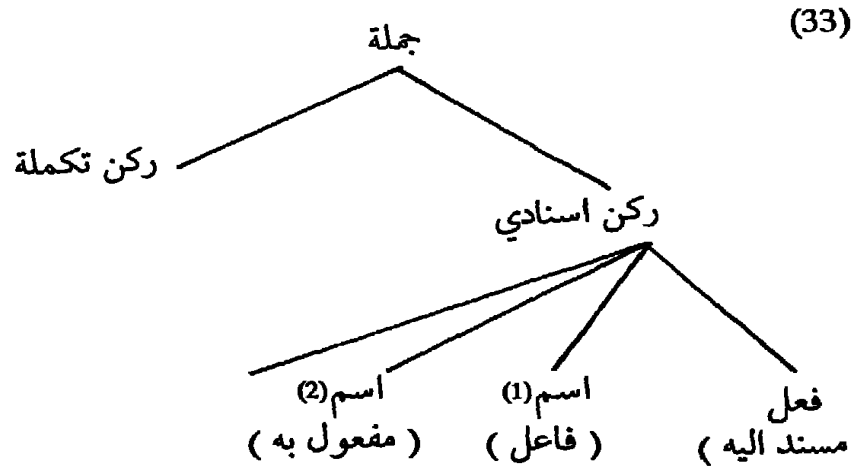 (33)
جملة
ركن اسنادي
ركن تكملة
فعل
مسند اليه )
اسم(1)
( فاعل )
اسم(2)
( مفعول به )